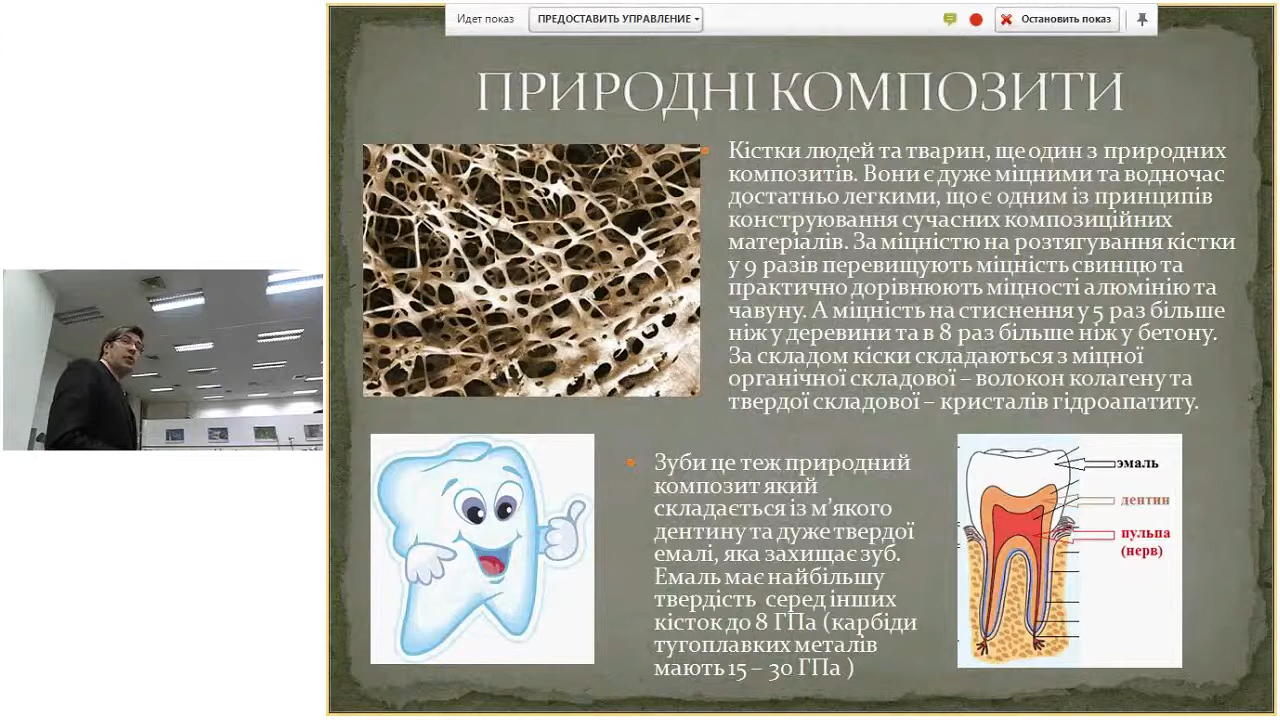 Идет показ
ПРЕДОСТАВИТЬ УПРАВЛЕНИЕ
Остановить показ
ПРИРОДНІ КОМПОЗИТИ
Кістки людей та тварин, ще один з природних
композитів. Вони є дуже міцними та водночас
достатньо легкими, що є одним із принципів
конструювання сучасних композиційних
матеріалів. За міцністю на розтягування кістки
у 9 разів перевищують міцність свинцю та
практично дорівнюють міцності алюмінію та
чавуну. А міцність на стиснення у 5 раз більше
ніж у деревини та в 8 раз більше ніж у бетону.
За складом кіски складаються з міцної
органічної складової – волокон колагену та
твердої складової – кристалів гідроапатиту.
Зуби це теж природний
композит який
складається із м’якого
дентину та дуже твердої
емалі, яка захищає зуб.
Емаль має найбільшу
твердість серед інших
кісток до 8 ГПа (карбіди
тугоплавких металів
мають 15 – 30 ГПа )
эмаль
дентин
пульпа
(нерв)